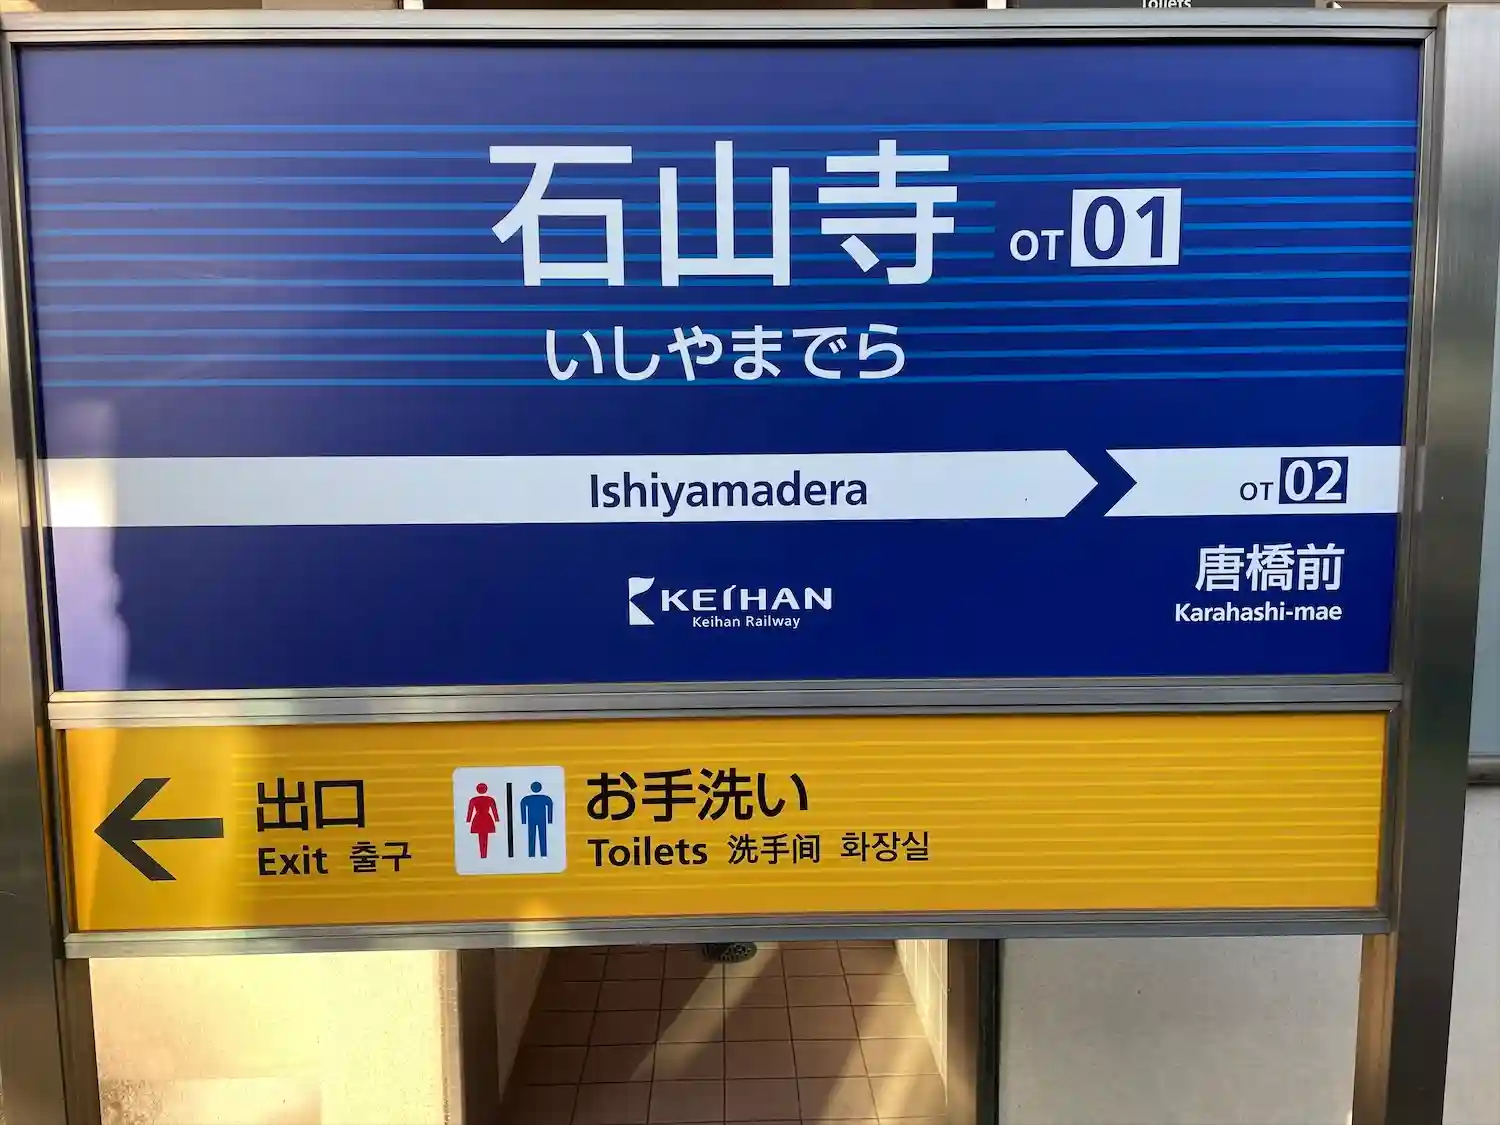 Toilets
石山寺 OT 01
いしやまでら
Ishiyamadera OT 02
唐橋前
Karahashi-mae
KEIHAN
Keihan Railway
出口
Exit 출구
お手洗い
Toilets 洗手间 화장실